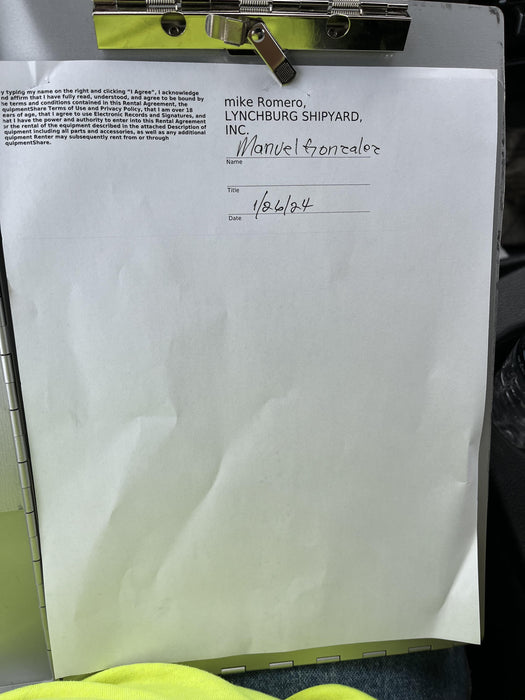 y typing my name on the right and clicking "I Agree", I acknowledge
nd affirm that I have fully read, understood, and agree to be bound by
he terms and conditions contained in this Rental Agreement, the
quipmentShare Terms of Use and Privacy Policy, that I am over 18
ears of age, that I agree to use Electronic Records and Signatures, and
hat I have the power and authority to enter into this Rental Agreement
or the rental of the equipment described in the attached Description of
quipment including all parts and accessories, as well as any additional
quipment Renter may subsequently rent from or through
quipmentShare.
mike Romero,
LYNCHBURG SHIPYARD,
INC.
Manuel Gonzalez
Name
Title
1/26/24
Date